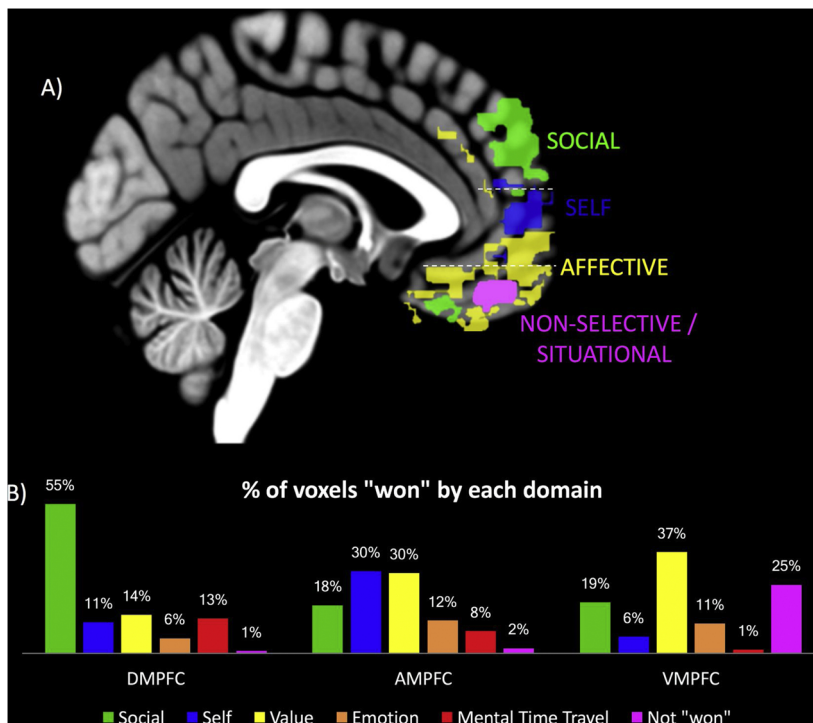 A)
SOCIAL
SELF
AFFECTIVE
NON-SELECTIVE /
SITUATIONAL
B)
% of voxels "won" by each domain
55%
11%
14%
6%
13%
1%
18%
30%
30%
12%
8%
2%
19%
6%
37%
11%
1%
25%
DMPFC
AMPFC
VMPFC
Social
Self
Value
Emotion
Mental Time Travel
Not "won"